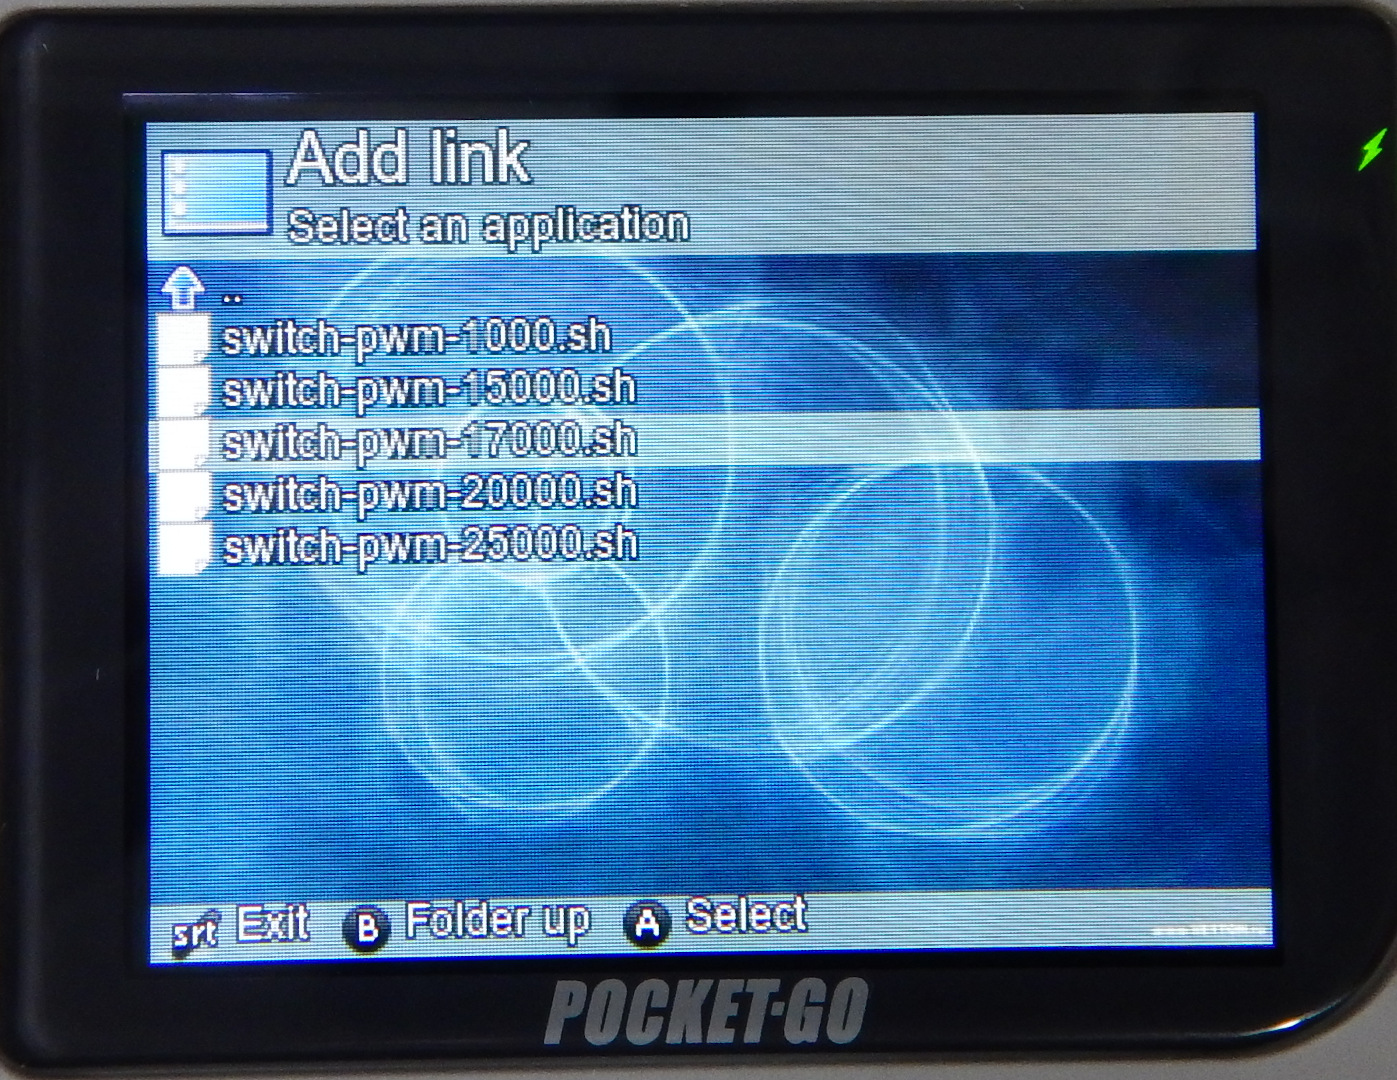 Add link
Select an application
..
switch-pwm-1000.sh
switch-pwm-15000.sh
switch-pwm-17000.sh
switch-pwm-20000.sh
switch-pwm-25000.sh
srt Exit B Folder up A Select
POCKET-GO